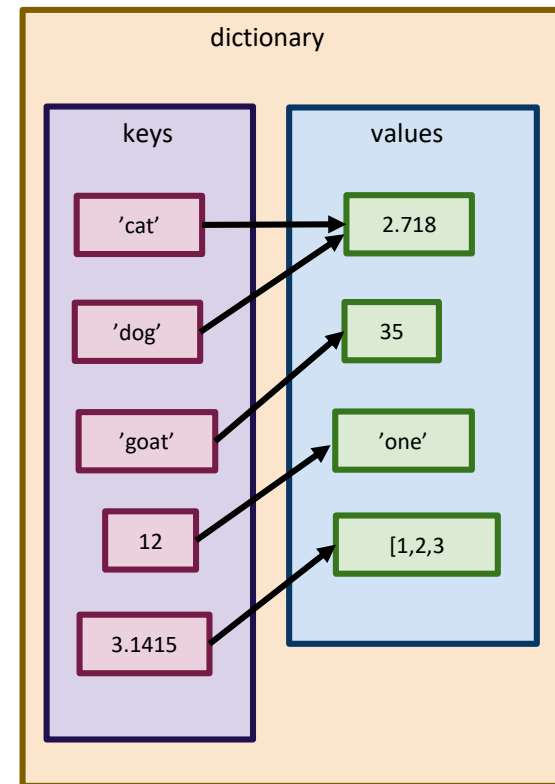 dictionary
keys
values
’cat’
2.718
’dog’
35
’goat’
’one’
12
[1,2,3
3.1415